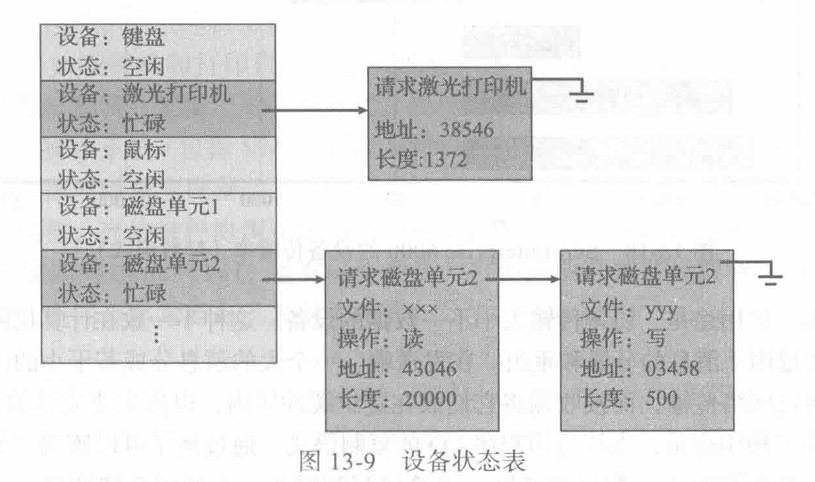 设备：键盘
状态：空闲
设备：激光打印机
状态：忙碌
设备：鼠标
状态：空闲
设备：磁盘单元1
状态：空闲
设备：磁盘单元2
状态：忙碌
⋮
请求激光打印机
地址：38546
长度:1372
请求磁盘单元2
文件：xxx
操作：读
地址：43046
长度：20000
请求磁盘单元2
文件：yyy
操作：写
地址：03458
长度：500
图 13-9 设备状态表